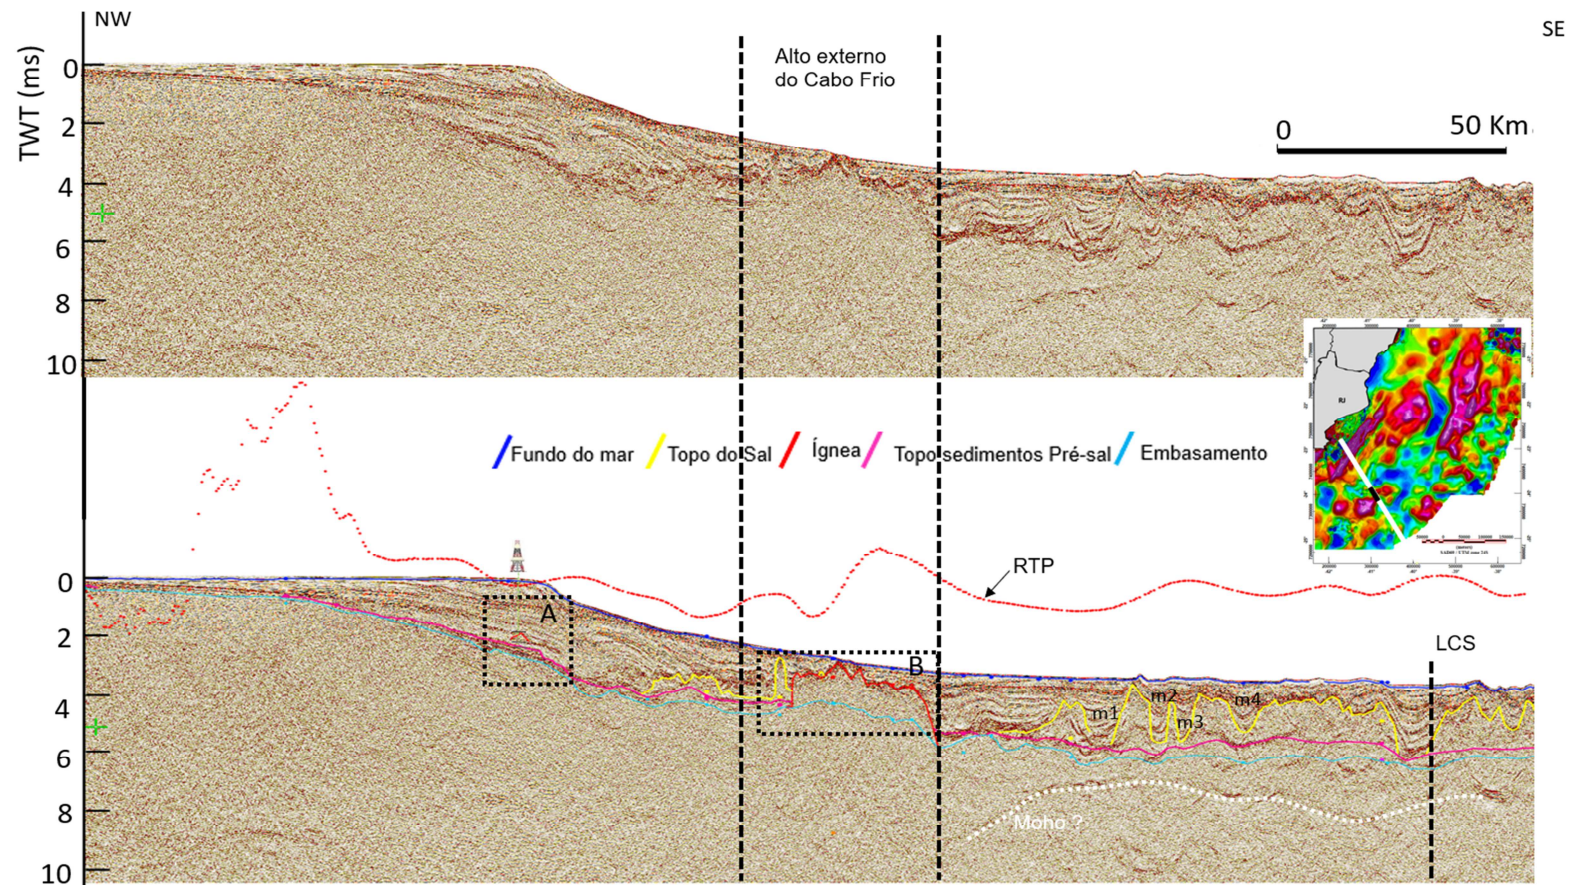 NW
SE
TWT (ms)
Alto externo
do Cabo Frio
0
2
4
6
8
10
0
50 Km
Fundo do mar
Topo do Sal
Ígnea
Topo sedimentos Pré-sal
Embasamento
RJ
RTP
0
2
4
6
8
10
A
B
LCS
m1
m2
m3
m4
Moho ?